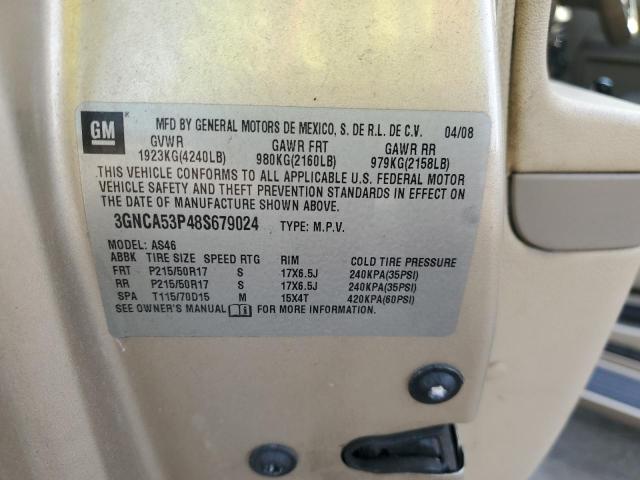 GM
MFD BY GENERAL MOTORS DE MEXICO, S. DE R.L. DE C.V. 04/08
GVWR GAWR FRT GAWR RR
1923KG(4240LB) 980KG(2160LB) 979KG(2158LB)
THIS VEHICLE CONFORMS TO ALL APPLICABLE U.S. FEDERAL MOTOR
VEHICLE SAFETY AND THEFT PREVENTION STANDARDS IN EFFECT ON
THE DATE OF MANUFACTURE SHOWN ABOVE.
3GNCA53P48S679024 TYPE: M.P.V.
MODEL: AS46
ABBK TIRE SIZE SPEED RTG RIM COLD TIRE PRESSURE
FRT P215/50R17 S 17X6.5J 240KPA(35PSI)
RR P215/50R17 S 17X6.5J 240KPA(35PSI)
SPA T115/70D15 M 15X4T 420KPA(60PSI)
SEE OWNER'S MANUAL FOR MORE INFORMATION.